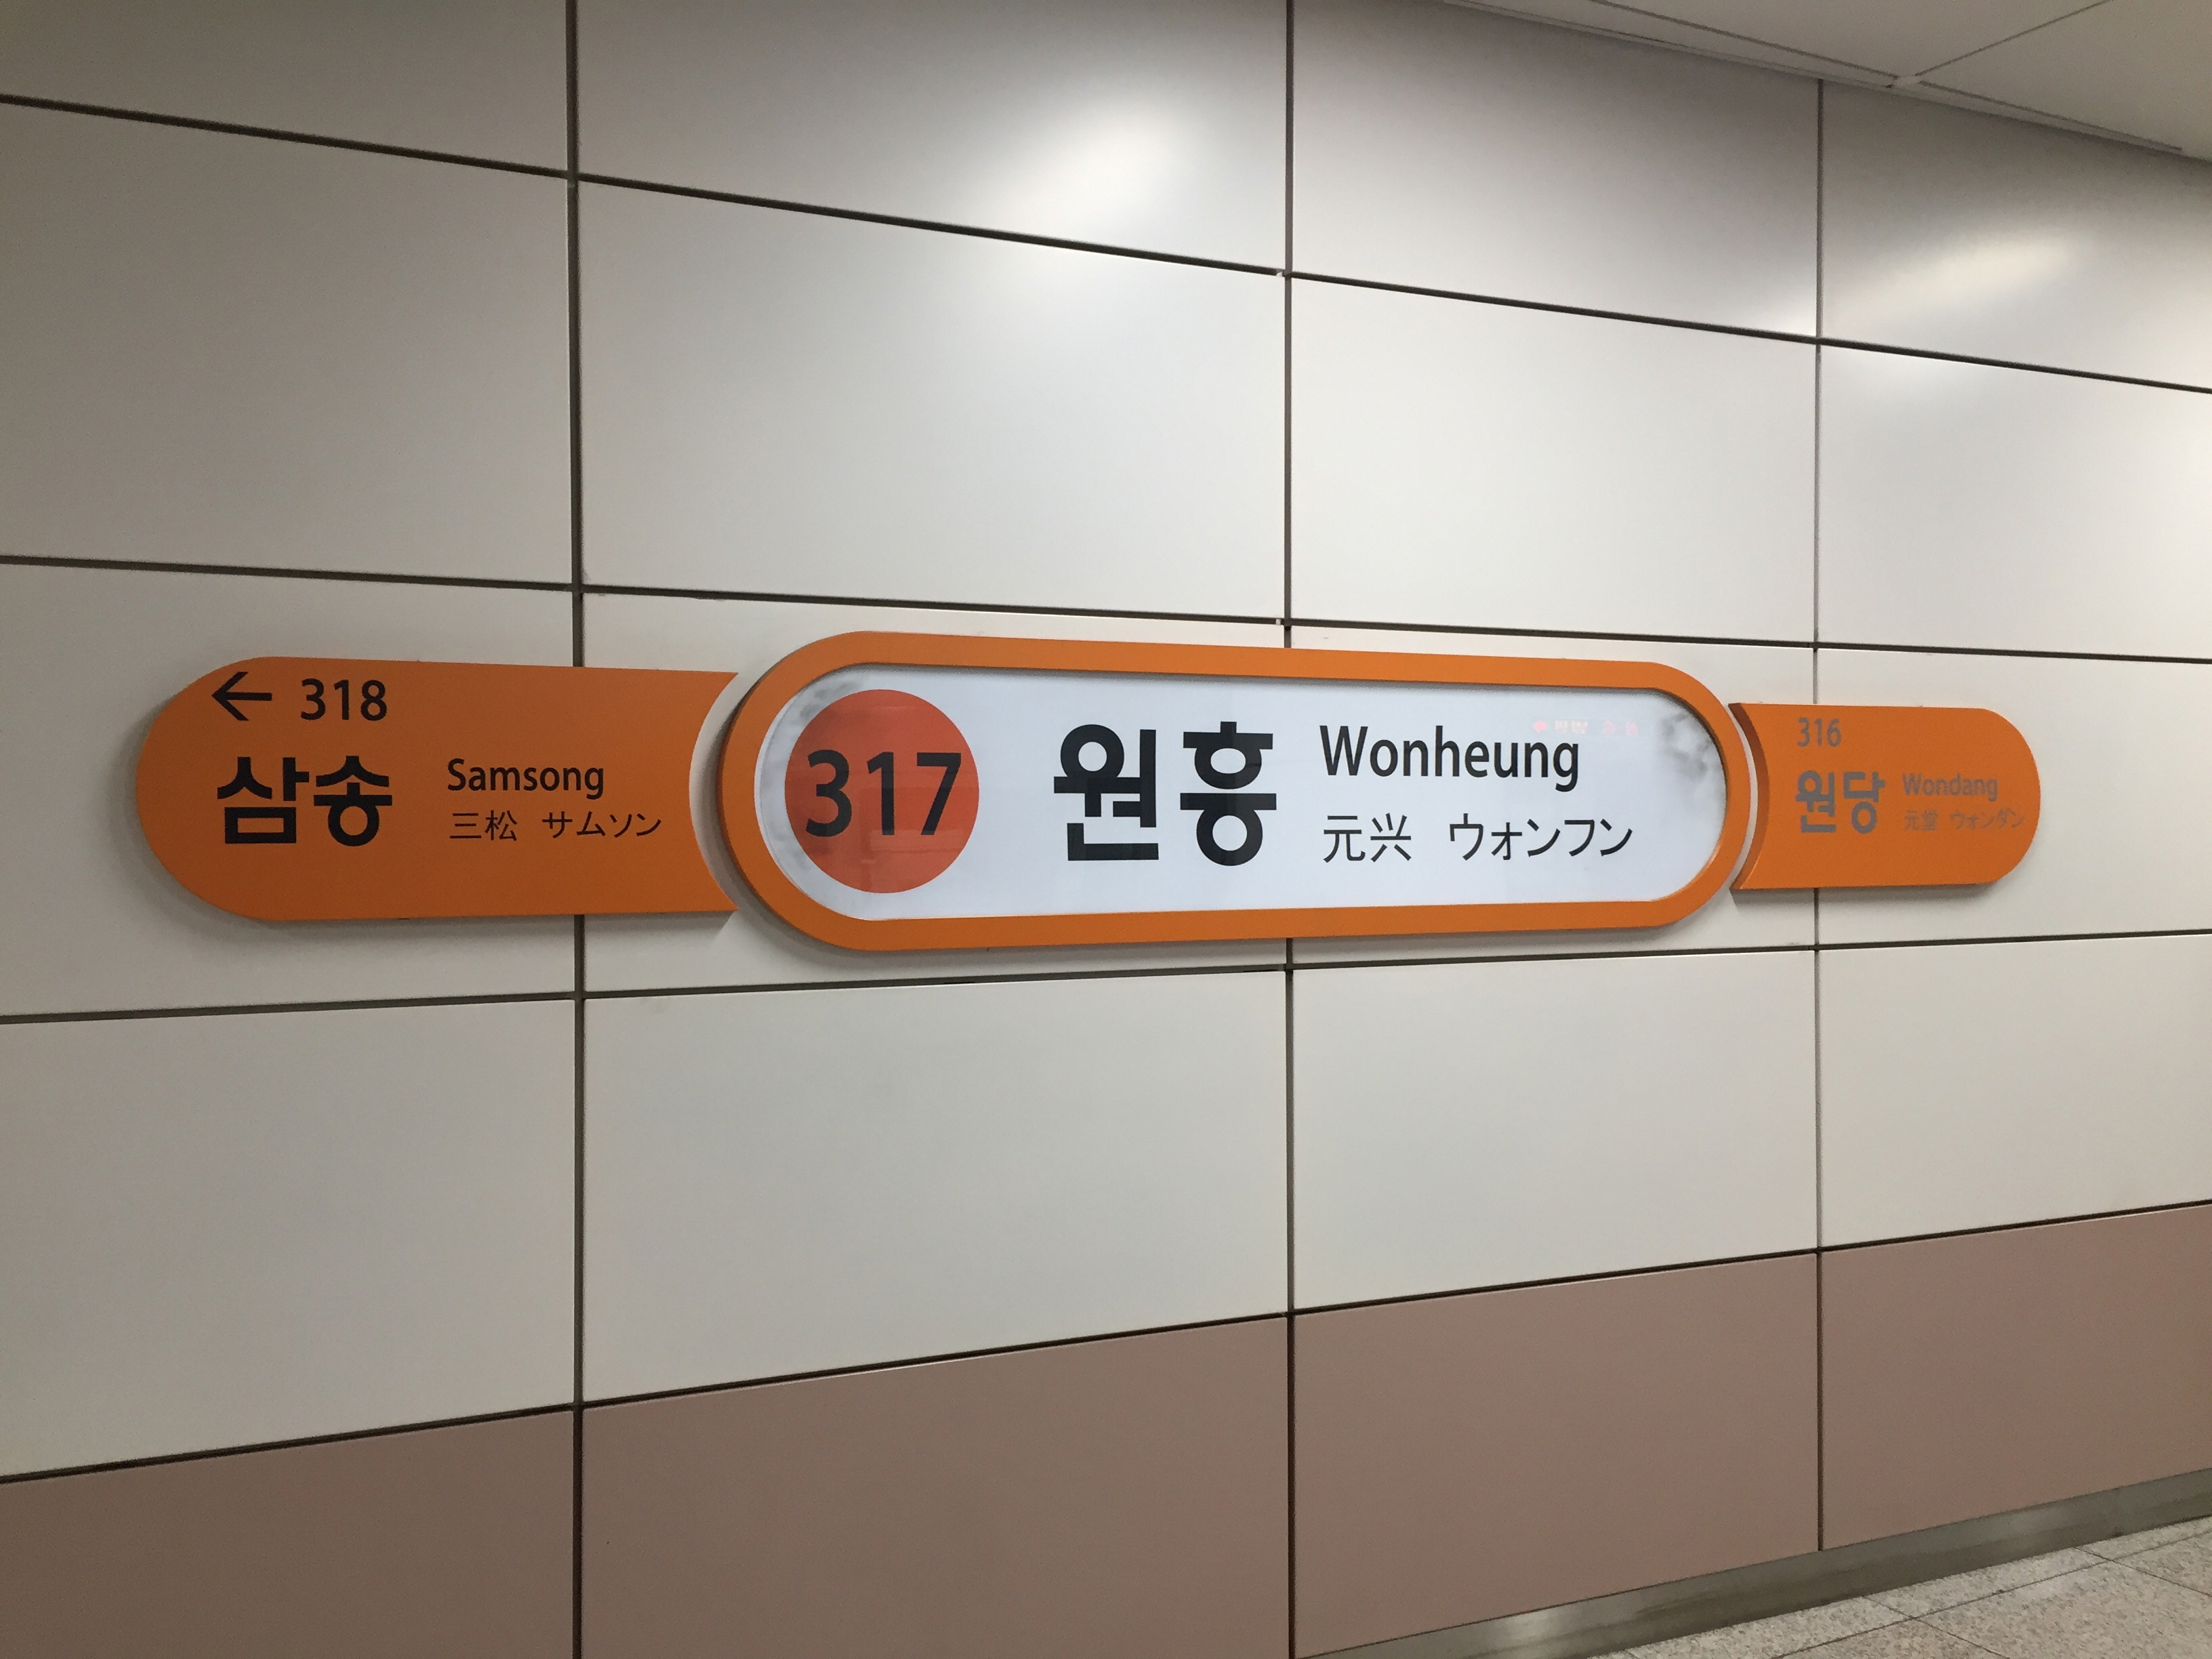 ← 318
삼송 Samsong
三松 サムソン
317 원흥 Wonheung
元兴 ウォンフン
316
원당 Wondang
元堂 ウォンダン